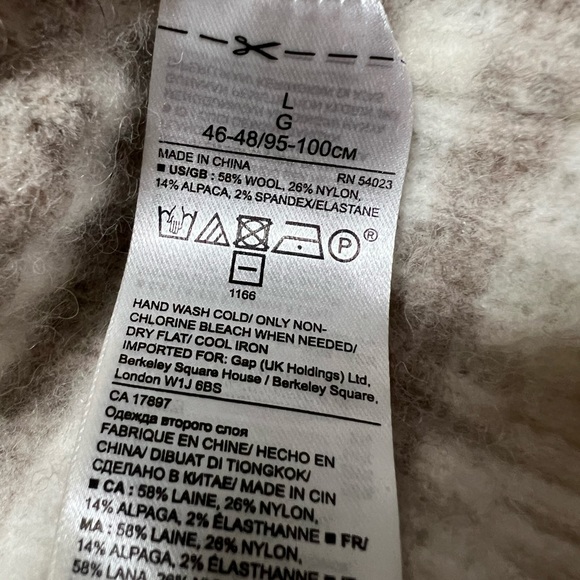 L
G
46-48/95-100CM
MADE IN CHINA RN 54023
■ US/GB : 58% WOOL, 26% NYLON,
14% ALPACA, 2% SPANDEX/ELASTANE
P ®
1166
HAND WASH COLD/ ONLY NON-
CHLORINE BLEACH WHEN NEEDED/
DRY FLAT/ COOL IRON
IMPORTED FOR: Gap (UK Holdings) Ltd,
Berkeley Square House / Berkeley Square,
London W1J 6BS
CA 17897
Одежда второго слоя
FABRIQUE EN CHINE/ HECHO EN
CHINA/ DIBUAT DI TIONGKOK/
СДЕЛАНО В КИТАЕ/ MADE IN CIN
■ CA : 58% LAINE, 26% NYLON,
14% ALPAGA, 2% ÉLASTHANNE ■ FR/
MA : 58% LAINE, 26% NYLON,
14% ALPAGA, 2% ÉLASTHANNE
58% LANA, 26%